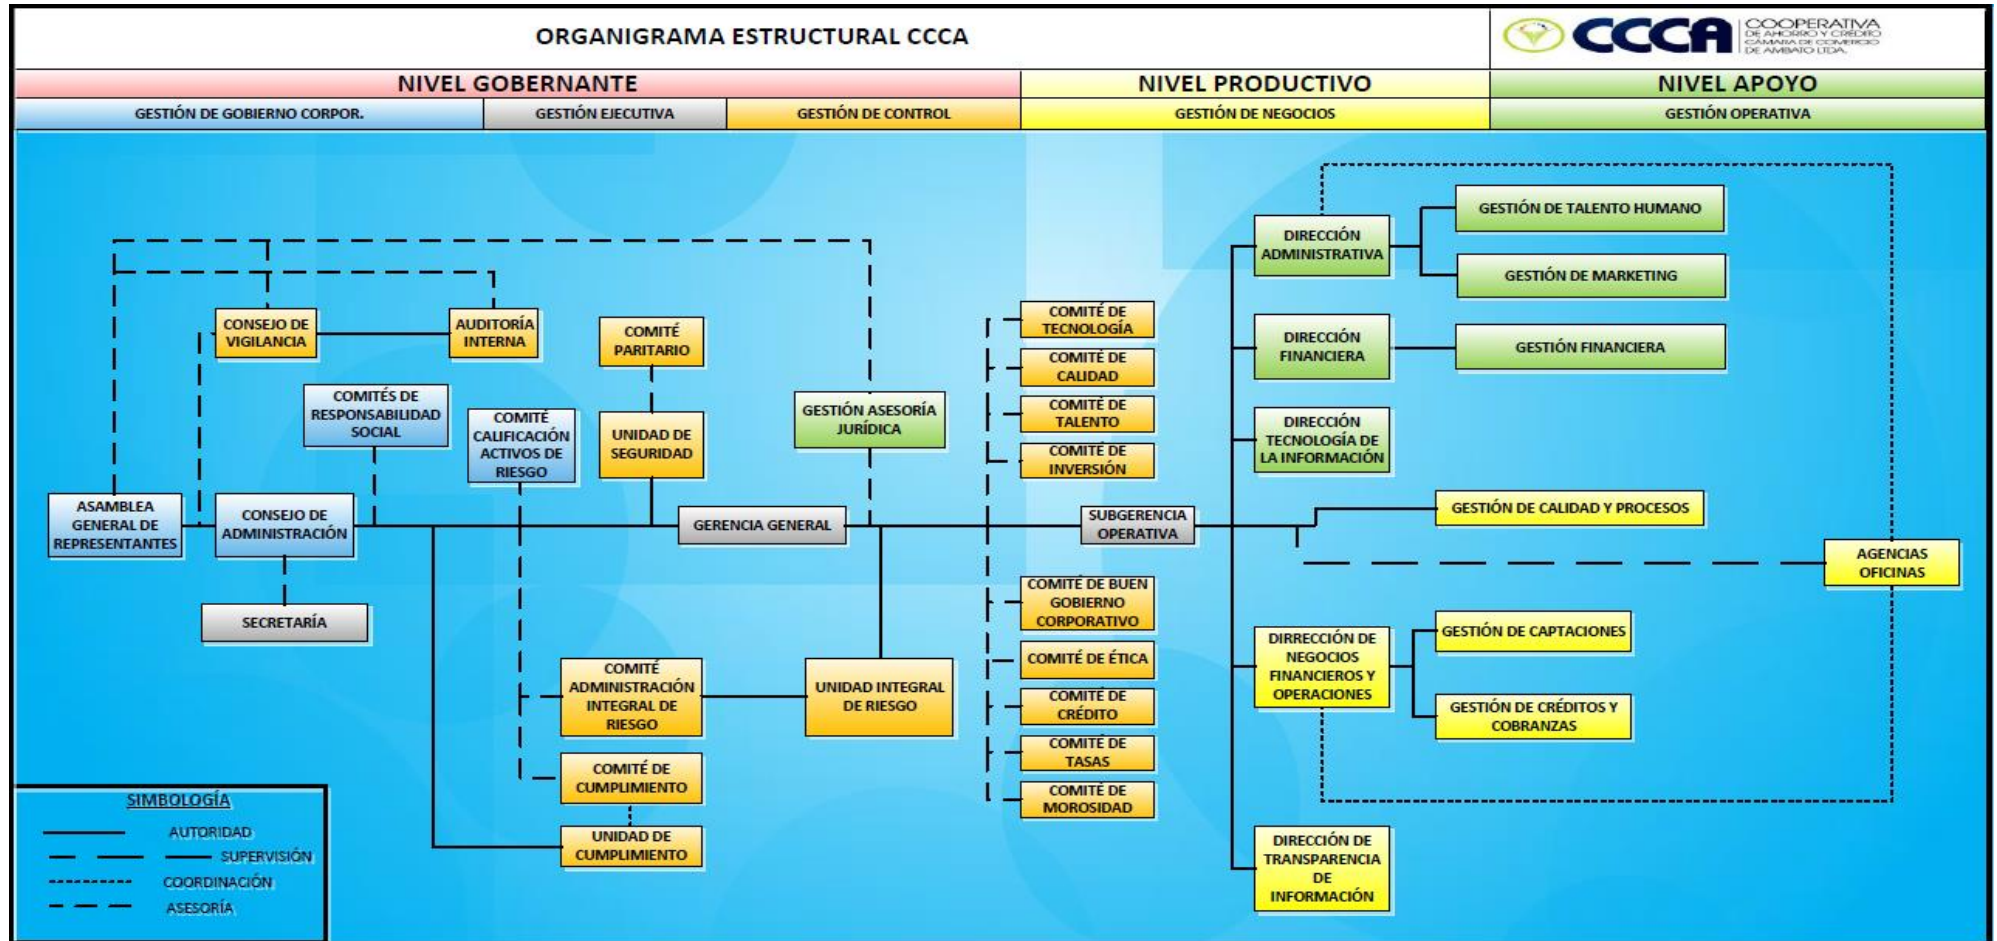 ORGANIGRAMA ESTRUCTURAL CCCA
CCCA
COOPERATIVA
DE AHORRO Y CRÉDITO
CÁMARA DE COMERCIO
DE AMBATO LTDA.
NIVEL GOBERNANTE
NIVEL PRODUCTIVO
NIVEL APOYO
GESTIÓN DE GOBIERNO CORPOR.
GESTIÓN EJECUTIVA
GESTIÓN DE CONTROL
GESTIÓN DE NEGOCIOS
GESTIÓN OPERATIVA
CONSEJO DE
VIGILANCIA
AUDITORÍA
INTERNA
COMITÉ
PARITARIO
COMITÉS DE
RESPONSABILIDAD
SOCIAL
COMITÉ
CALIFICACIÓN
ACTIVOS DE
RIESGO
UNIDAD DE
SEGURIDAD
GESTIÓN ASESORÍA
JURÍDICA
ASAMBLEA
GENERAL DE
REPRESENTANTES
CONSEJO DE
ADMINISTRACIÓN
GERENCIA GENERAL
SECRETARÍA
COMITÉ
ADMINISTRACIÓN
INTEGRAL DE
RIESGO
UNIDAD INTEGRAL
DE RIESGO
COMITÉ DE
CUMPLIMIENTO
UNIDAD DE
CUMPLIMIENTO
COMITÉ DE
TECNOLOGÍA
COMITÉ DE
CALIDAD
COMITÉ DE
TALENTO
COMITÉ DE
INVERSIÓN
SUBGERENCIA
OPERATIVA
COMITÉ DE BUEN
GOBIERNO
CORPORATIVO
COMITÉ DE ÉTICA
COMITÉ DE
CRÉDITO
COMITÉ DE
TASAS
COMITÉ DE
MOROSIDAD
DIRECCIÓN
ADMINISTRATIVA
GESTIÓN DE TALENTO HUMANO
GESTIÓN DE MARKETING
DIRECCIÓN
FINANCIERA
GESTIÓN FINANCIERA
DIRECCIÓN
TECNOLOGÍA DE
LA INFORMACIÓN
GESTIÓN DE CALIDAD Y PROCESOS
AGENCIAS
OFICINAS
DIRRECCIÓN DE
NEGOCIOS
FINANCIEROS Y
OPERACIONES
GESTIÓN DE CAPTACIONES
GESTIÓN DE CRÉDITOS Y
COBRANZAS
DIRECCIÓN DE
TRANSPARENCIA
DE
INFORMACIÓN
SIMBOLOGÍA
AUTORIDAD
SUPERVISIÓN
COORDINACIÓN
ASESORÍA